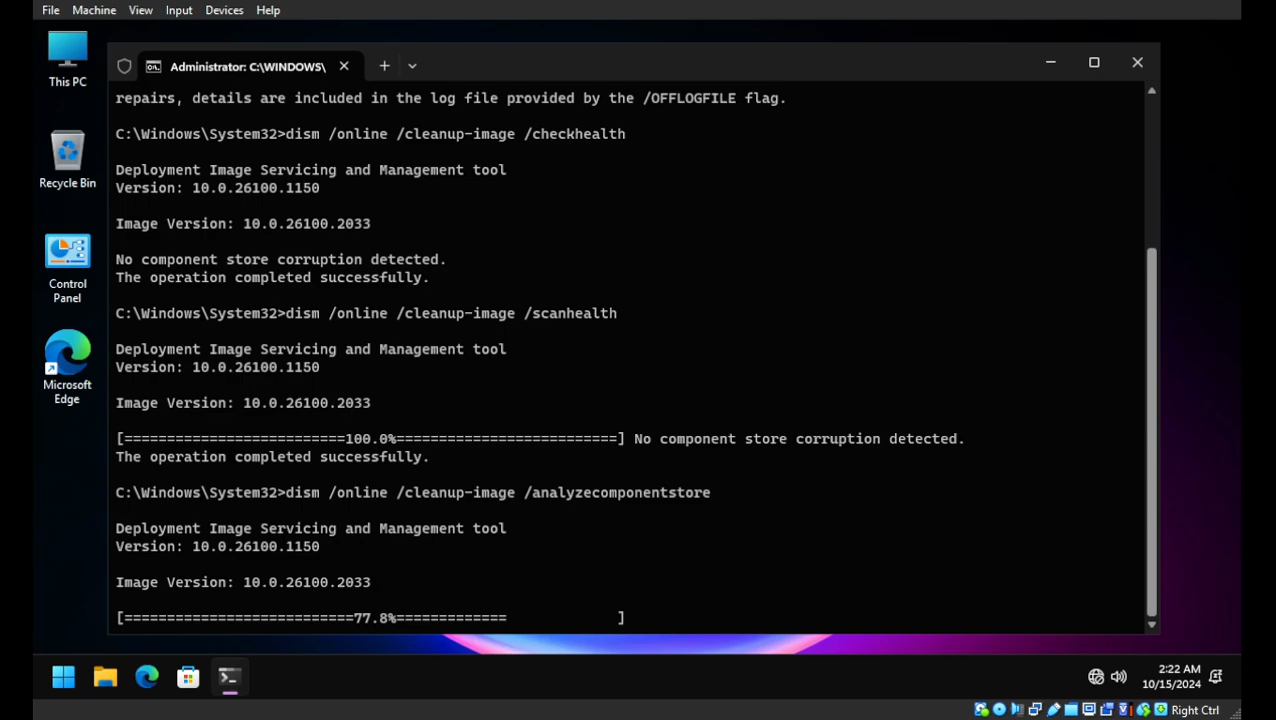 File Machine View Input Devices Help
This PC
Recycle Bin
Control
Panel
Microsoft
Edge
Administrator: C:\WINDOWS\
repairs, details are included in the log file provided by the /OFFLOGFILE flag.
C:\Windows\System32>dism /online /cleanup-image /checkhealth
Deployment Image Servicing and Management tool
Version: 10.0.26100.1150
Image Version: 10.0.26100.2033
No component store corruption detected.
The operation completed successfully.
C:\Windows\System32>dism /online /cleanup-image /scanhealth
Deployment Image Servicing and Management tool
Version: 10.0.26100.1150
Image Version: 10.0.26100.2033
[==========================100.0%==========================] No component store corruption detected.
The operation completed successfully.
C:\Windows\System32>dism /online /cleanup-image /analyzecomponentstore
Deployment Image Servicing and Management tool
Version: 10.0.26100.1150
Image Version: 10.0.26100.2033
[===========================77.8%=============             ]
2:22 AM
10/15/2024
Right Ctrl